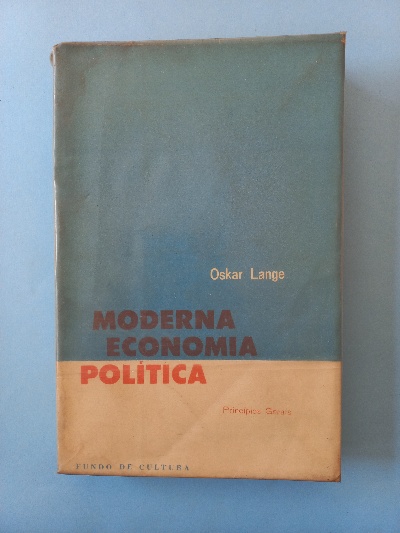 Oskar Lange
MODERNA
ECONOMIA
POLÍTICA
Princípios Gerais
FUNDO DE CULTURA